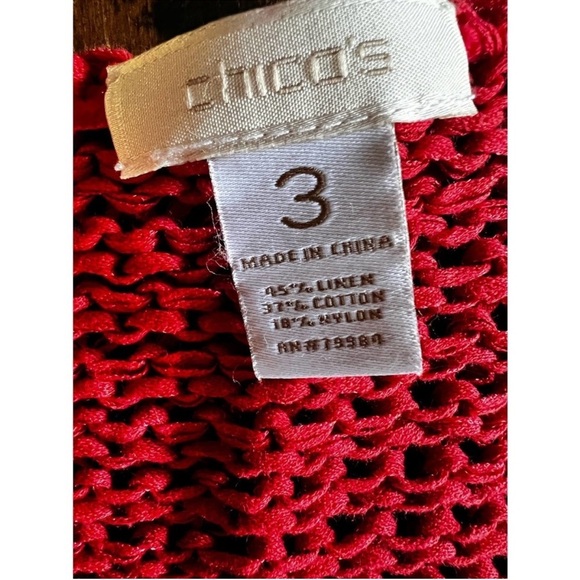 chico's
3
MADE IN CHINA
45% LINEN
37% COTTON
18% NYLON
RN#79984